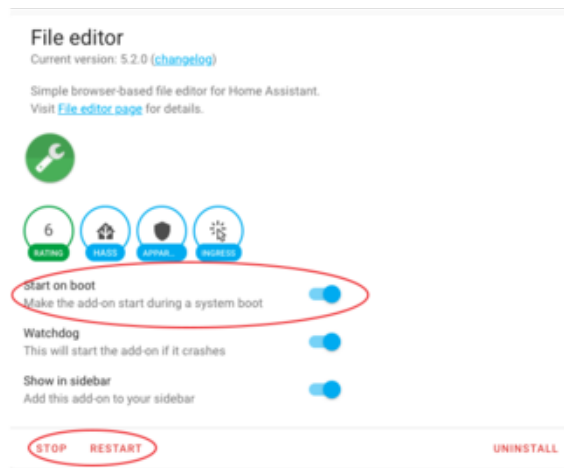 File editor
Current version: 5.2.0 (changelog)
Simple browser-based file editor for Home Assistant.
Visit File editor page for details.
6
RATING HASS APPAR... INGRESS
Start on boot
Make the add-on start during a system boot
Watchdog
This will start the add-on if it crashes
Show in sidebar
Add this add-on to your sidebar
STOP RESTART UNINSTALL